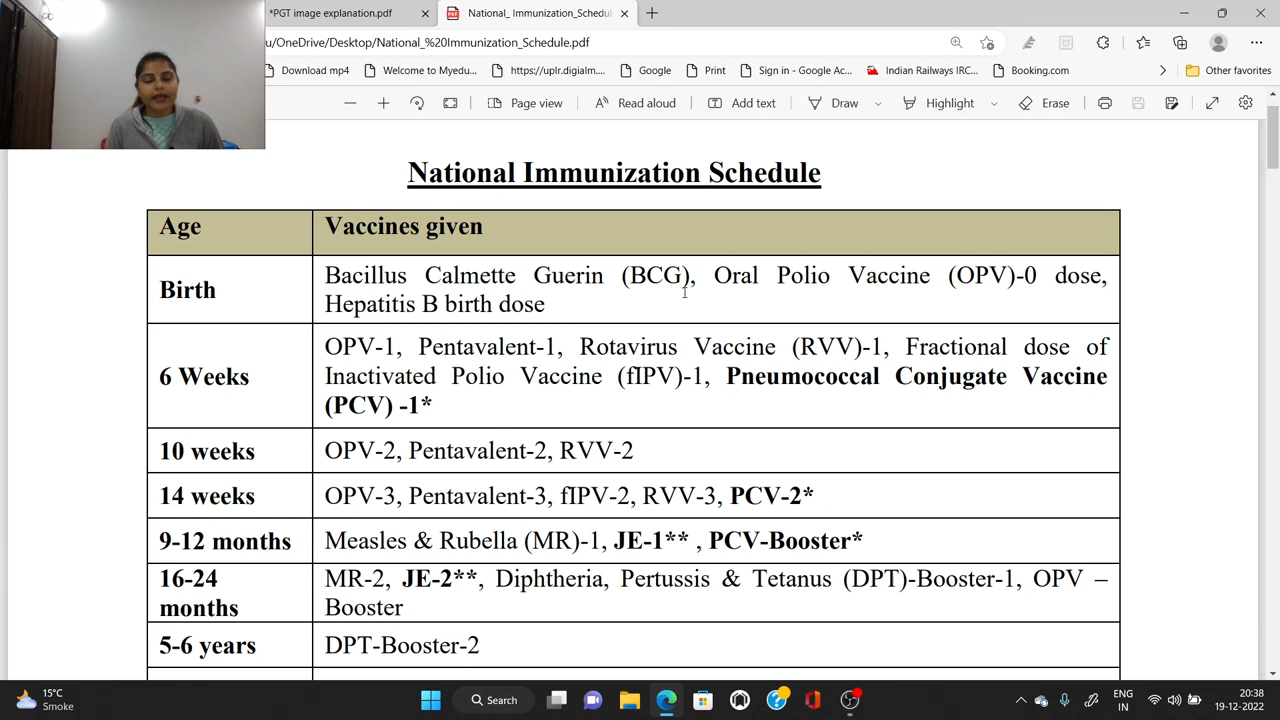 *PGT image explanation.pdf
National_ Immunization_Schedule
u/OneDrive/Desktop/National_%20Immunization_Schedule.pdf
Download mp4
Welcome to Myedu...
https://uplr.digialm....
Google
Print
Sign in - Google Ac...
Indian Railways IRC...
Booking.com
Other favorites
Page view
Read aloud
Add text
Draw
Highlight
Erase
National Immunization Schedule
Age Vaccines given
Birth
Bacillus Calmette Guerin (BCG), Oral Polio Vaccine (OPV)-0 dose,
Hepatitis B birth dose
6 Weeks
OPV-1, Pentavalent-1, Rotavirus Vaccine (RVV)-1, Fractional dose of
Inactivated Polio Vaccine (fIPV)-1, Pneumococcal Conjugate Vaccine
(PCV) -1*
10 weeks OPV-2, Pentavalent-2, RVV-2
14 weeks OPV-3, Pentavalent-3, fIPV-2, RVV-3, PCV-2*
9-12 months Measles & Rubella (MR)-1, JE-1** , PCV-Booster*
16-24
months
MR-2, JE-2**, Diphtheria, Pertussis & Tetanus (DPT)-Booster-1, OPV –
Booster
5-6 years DPT-Booster-2
15°C
Smoke
Search
ENG
IN
20:38
19-12-2022